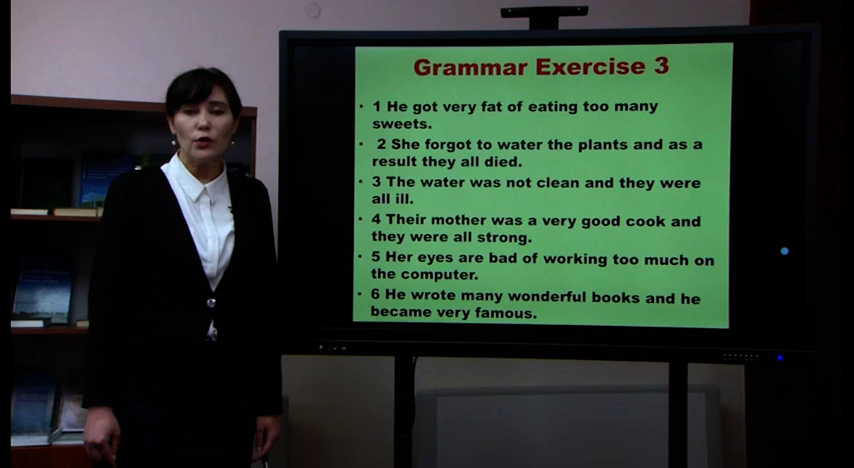 Grammar Exercise 3
• 1 He got very fat of eating too many
sweets.
• 2 She forgot to water the plants and as a
result they all died.
• 3 The water was not clean and they were
all ill.
• 4 Their mother was a very good cook and
they were all strong.
• 5 Her eyes are bad of working too much on
the computer.
• 6 He wrote many wonderful books and he
became very famous.